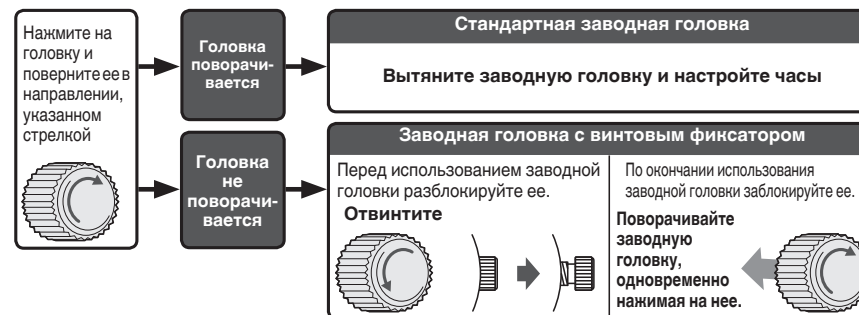 Нажмите на
головку и
поверните ее в
направлении,
указанном
стрелкой
Головка
поворачи-
вается
Стандартная заводная головка
Вытяните заводную головку и настройте часы
Головка
не
поворачи-
вается
Заводная головка с винтовым фиксатором
Перед использованием заводной
головки разблокируйте ее.
Отвинтите
По окончании использования
заводной головки заблокируйте ее.
Поворачивайте
заводную
головку,
одновременно
нажимая на нее.